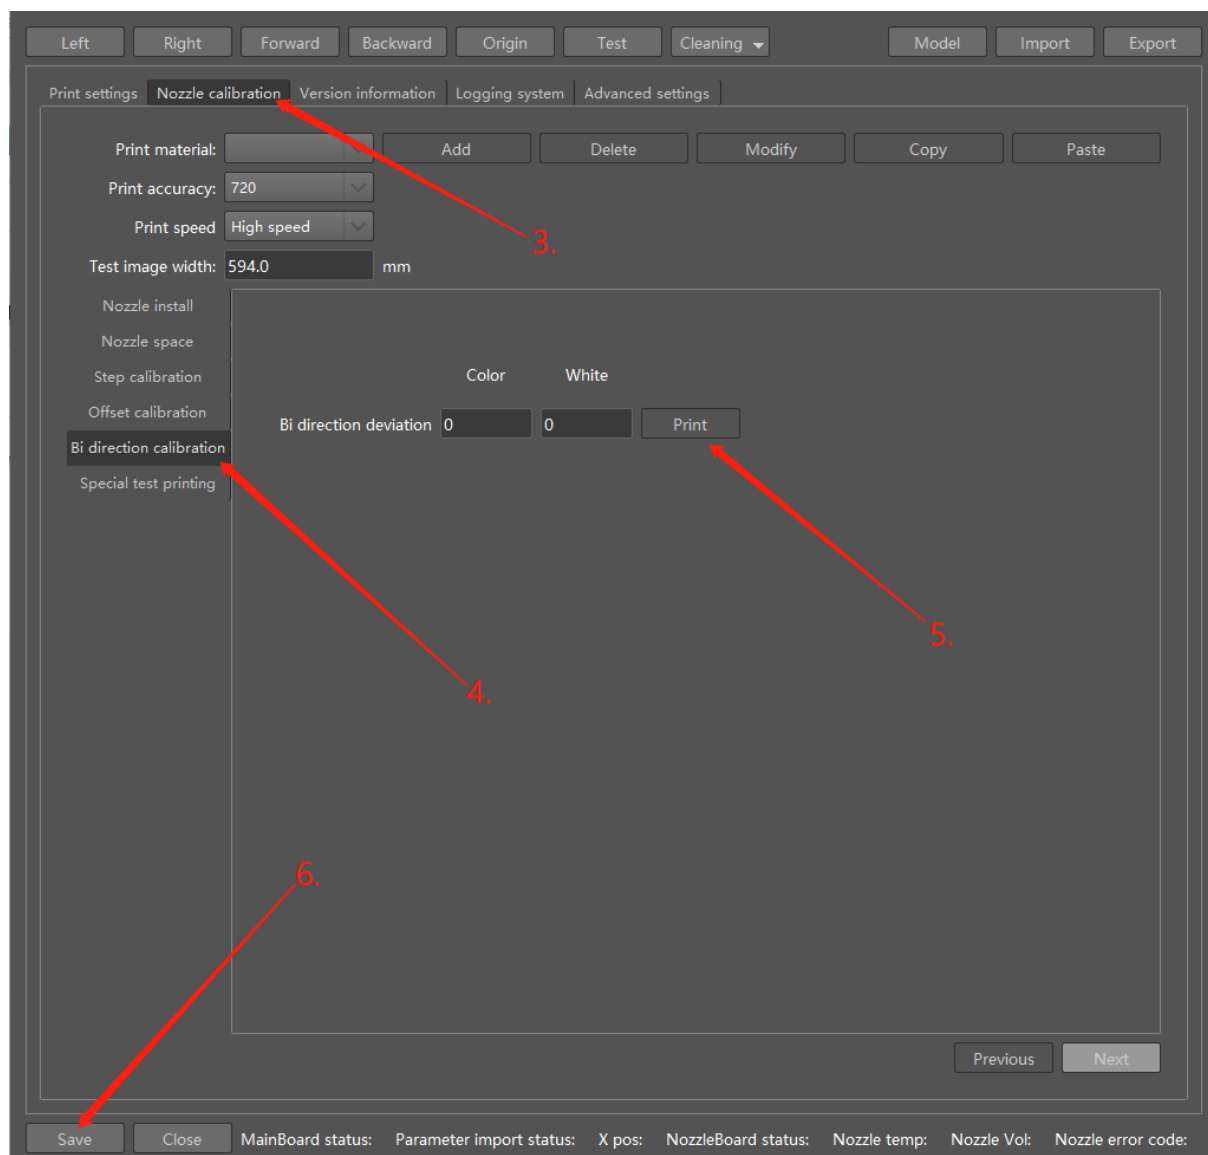 Left Right Forward Backward Origin Test Cleaning Model Import Export
Print settings Nozzle calibration Version information Logging system Advanced settings
Print material: Add Delete Modify Copy Paste
Print accuracy: 720
Print speed High speed
3.
Test image width: 594.0 mm
Nozzle install
Nozzle space
Step calibration
Color White
Offset calibration
Bi direction deviation 0 0 Print
Bi direction calibration
Special test printing
5.
4.
6.
Previous Next
Save Close MainBoard status: Parameter import status: X pos: NozzleBoard status: Nozzle temp: Nozzle Vol: Nozzle error code: